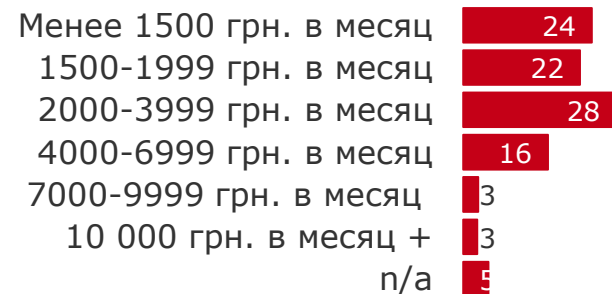 Менее 1500 грн. в месяц 24
1500-1999 грн. в месяц 22
2000-3999 грн. в месяц 28
4000-6999 грн. в месяц 16
7000-9999 грн. в месяц 3
10 000 грн. в месяц + 3
n/a 5